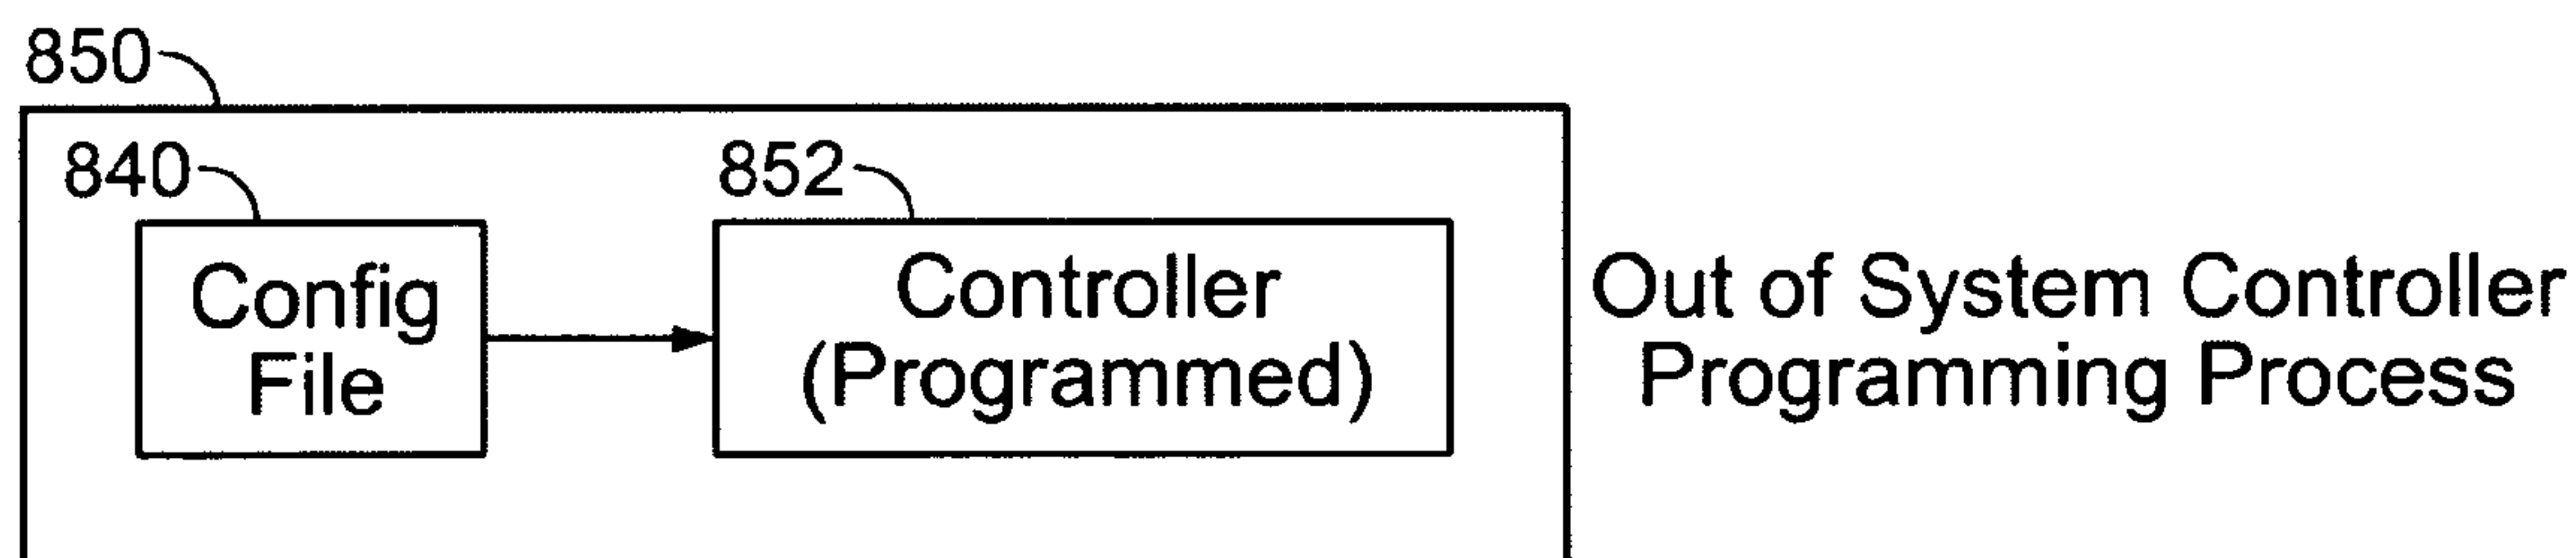 850
840
852
Config
File
Controller
(Programmed)
Out of System Controller
Programming Process